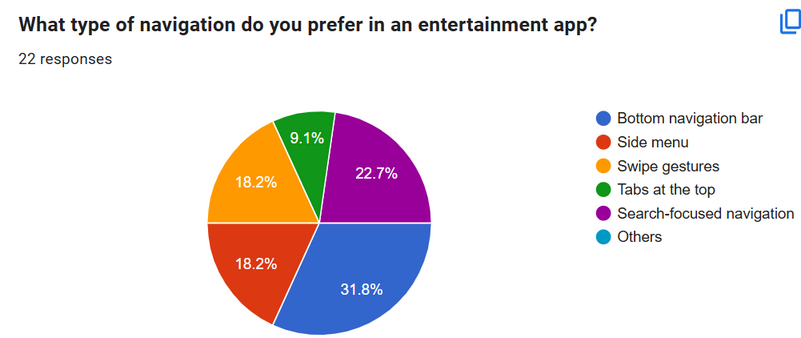 What type of navigation do you prefer in an entertainment app?
22 responses
9.1%
22.7%
18.2%
18.2%
31.8%
Bottom navigation bar
Side menu
Swipe gestures
Tabs at the top
Search-focused navigation
Others